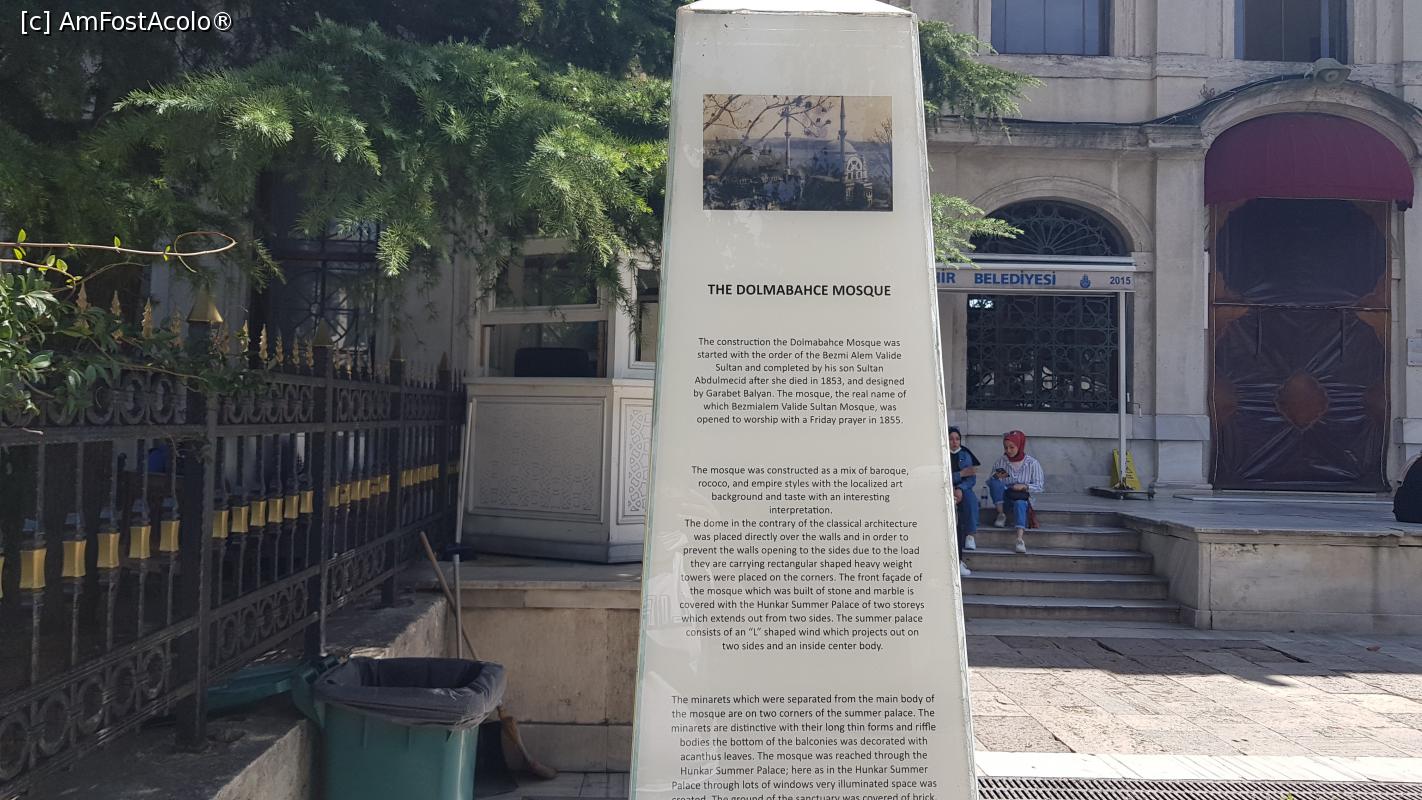 [c] AmFostAcolo®
THE DOLMABAHCE MOSQUE
The construction the Dolmabahce Mosque was
started with the order of the Bezmi Alem Valide
Sultan and completed by his son Sultan
Abdulmecid after she died in 1853, and designed
by Garabet Balyan. The mosque, the real name of
which Bezmialem Valide Sultan Mosque, was
opened to worship with a Friday prayer in 1855.
The mosque was constructed as a mix of baroque,
rococo, and empire styles with the localized art
background and taste with an interesting
interpretation.
The dome in the contrary of the classical architecture
was placed directly over the walls and in order to
prevent the walls opening to the sides due to the load
they are carrying rectangular shaped heavy weight
towers were placed on the corners. The front façade of
the mosque which was built of stone and marble is
covered with the Hunkar Summer Palace of two storeys
which extends out from two sides. The summer palace
consists of an “L” shaped wind which projects out on
two sides and an inside center body.
The minarets which were separated from the main body of
the mosque are on two corners of the summer palace. The
minarets are distinctive with their long thin forms and riffle
bodies the bottom of the balconies was decorated with
acanthus leaves. The mosque was reached through the
Hunkar Summer Palace; here as in the Hunkar Summer
Palace through lots of windows very illuminated space was
created. The ground of the sanctuary was covered of brick,
İR BELEDİYESİ 2015